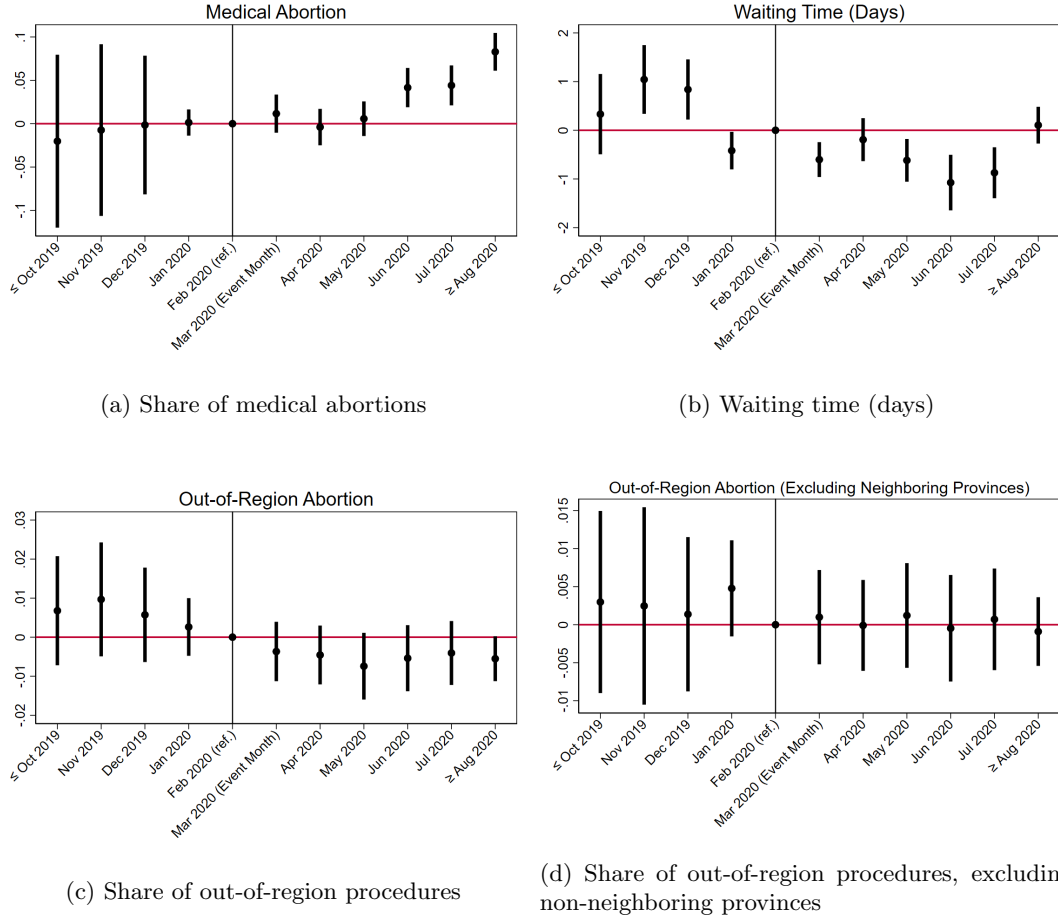 Medical Abortion
.1
.05
0
-.05
-.1
≤ Oct 2019
Nov 2019
Dec 2019
Jan 2020
Feb 2020 (ref.)
Mar 2020 (Event Month)
Apr 2020
May 2020
Jun 2020
Jul 2020
≥ Aug 2020
(a) Share of medical abortions
Waiting Time (Days)
2
1
0
-1
-2
≤ Oct 2019
Nov 2019
Dec 2019
Jan 2020
Feb 2020 (ref.)
Mar 2020 (Event Month)
Apr 2020
May 2020
Jun 2020
Jul 2020
≥ Aug 2020
(b) Waiting time (days)
Out-of-Region Abortion
.03
.02
.01
0
-.01
-.02
≤ Oct 2019
Nov 2019
Dec 2019
Jan 2020
Feb 2020 (ref.)
Mar 2020 (Event Month)
Apr 2020
May 2020
Jun 2020
Jul 2020
≥ Aug 2020
(c) Share of out-of-region procedures
Out-of-Region Abortion (Excluding Neighboring Provinces)
.015
.01
.005
0
-.005
-.01
≤ Oct 2019
Nov 2019
Dec 2019
Jan 2020
Feb 2020 (ref.)
Mar 2020 (Event Month)
Apr 2020
May 2020
Jun 2020
Jul 2020
≥ Aug 2020
(d) Share of out-of-region procedures, excludin
non-neighboring provinces